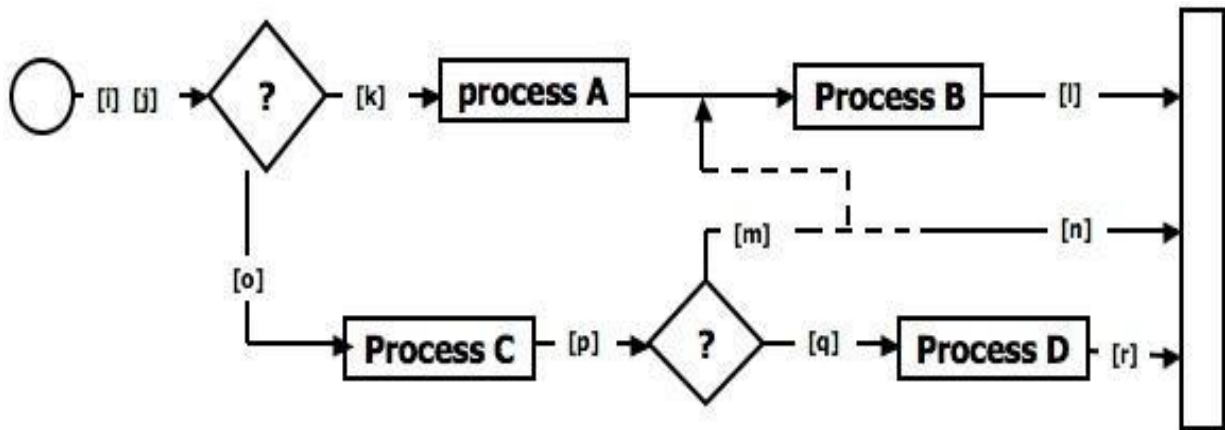 [i] [j]
?
[k]
process A
Process B
[l]
[m]
[n]
[o]
Process C
[p]
?
[q]
Process D
[r]